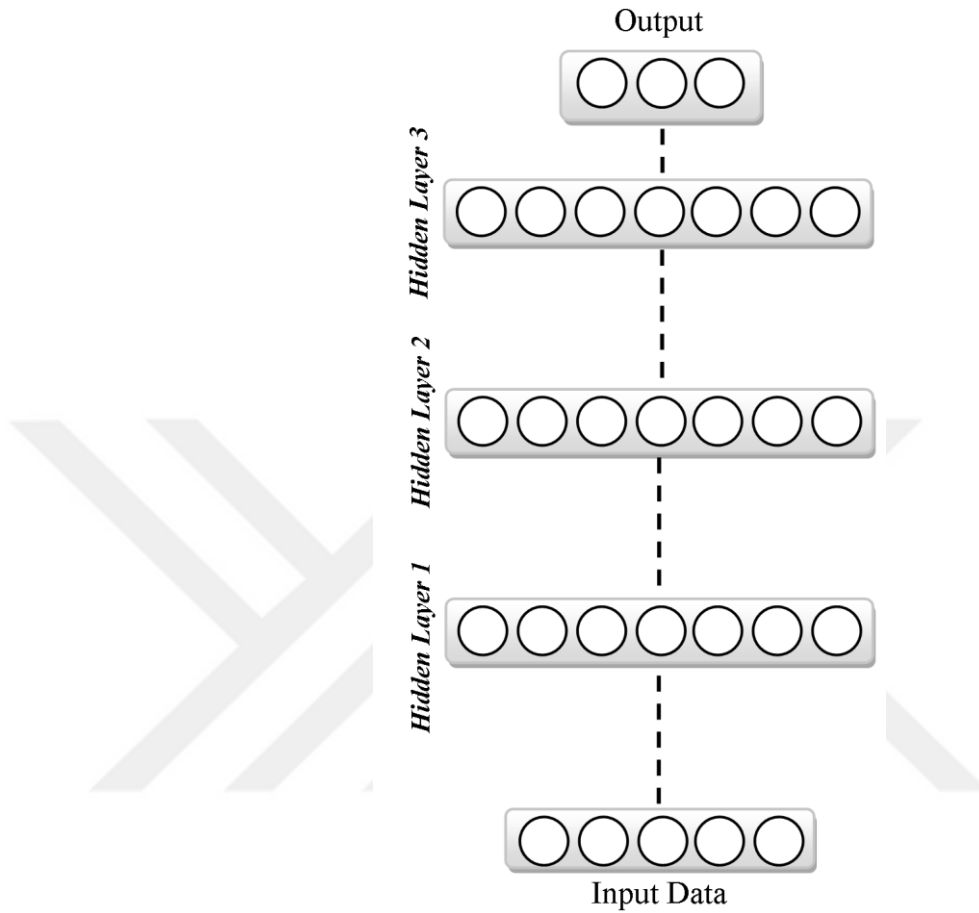 Output
Hidden Layer 3
Hidden Layer 2
Hidden Layer 1
Input Data